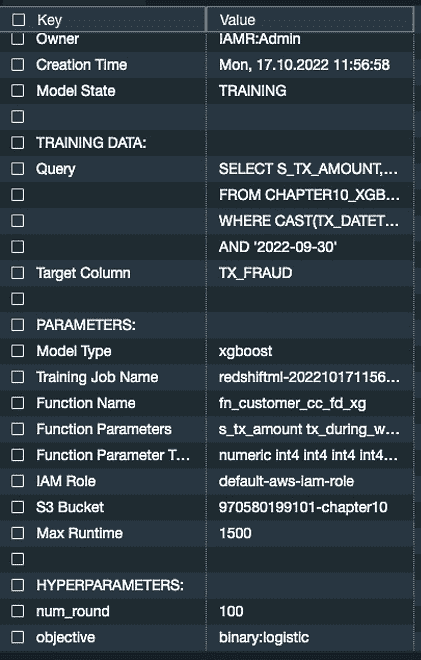 Key Value
Owner IAMR:Admin
Creation Time Mon, 17.10.2022 11:56:58
Model State TRAINING
TRAINING DATA:
Query SELECT S_TX_AMOUNT,...
FROM CHAPTER10_XGB...
WHERE CAST(TX_DATET...
AND '2022-09-30'
Target Column TX_FRAUD
PARAMETERS:
Model Type xgboost
Training Job Name redshiftml-202210171156...
Function Name fn_customer_cc_fd_xg
Function Parameters s_tx_amount tx_during_w...
Function Parameter T... numeric int4 int4 int4 int4...
IAM Role default-aws-iam-role
S3 Bucket 970580199101-chapter10
Max Runtime 1500
HYPERPARAMETERS:
num_round 100
objective binary:logistic